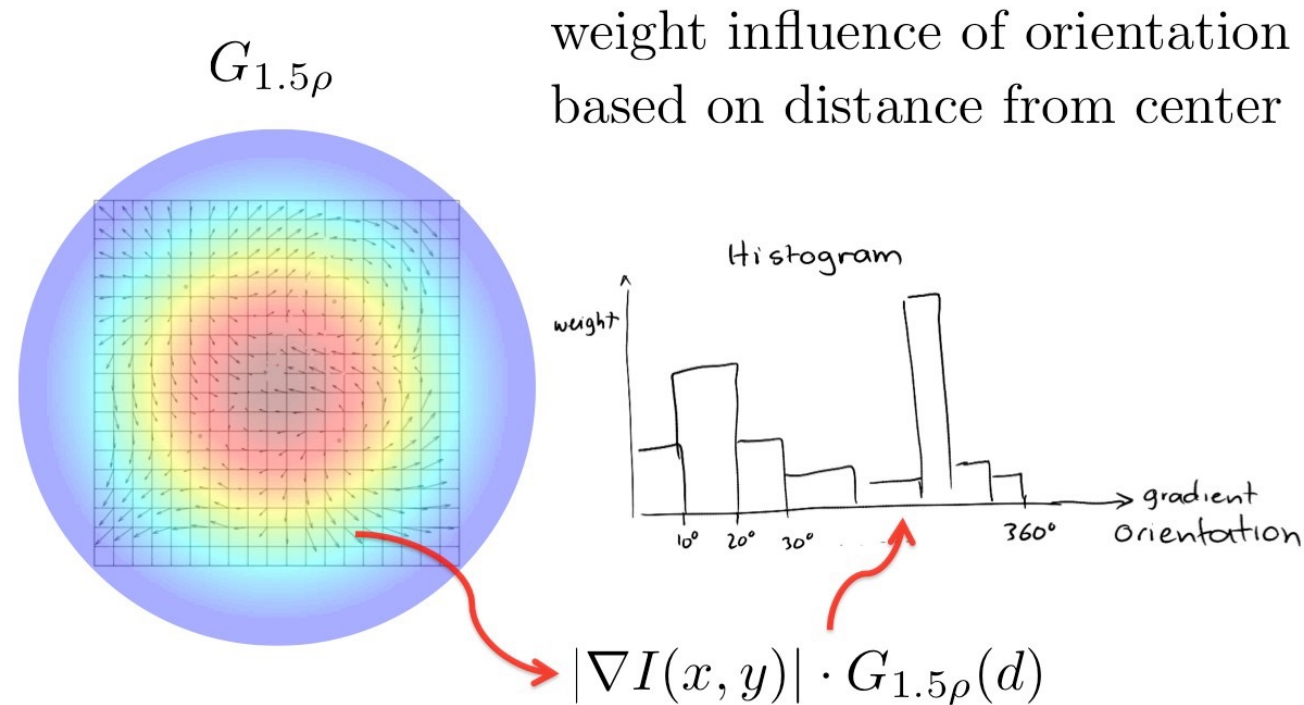 G_{1.5ρ}
weight influence of orientation
based on distance from center
Histogram
weight
10° 20° 30° ..... 360°
gradient
orientation
|∇I(x, y)| · G_{1.5ρ}(d)